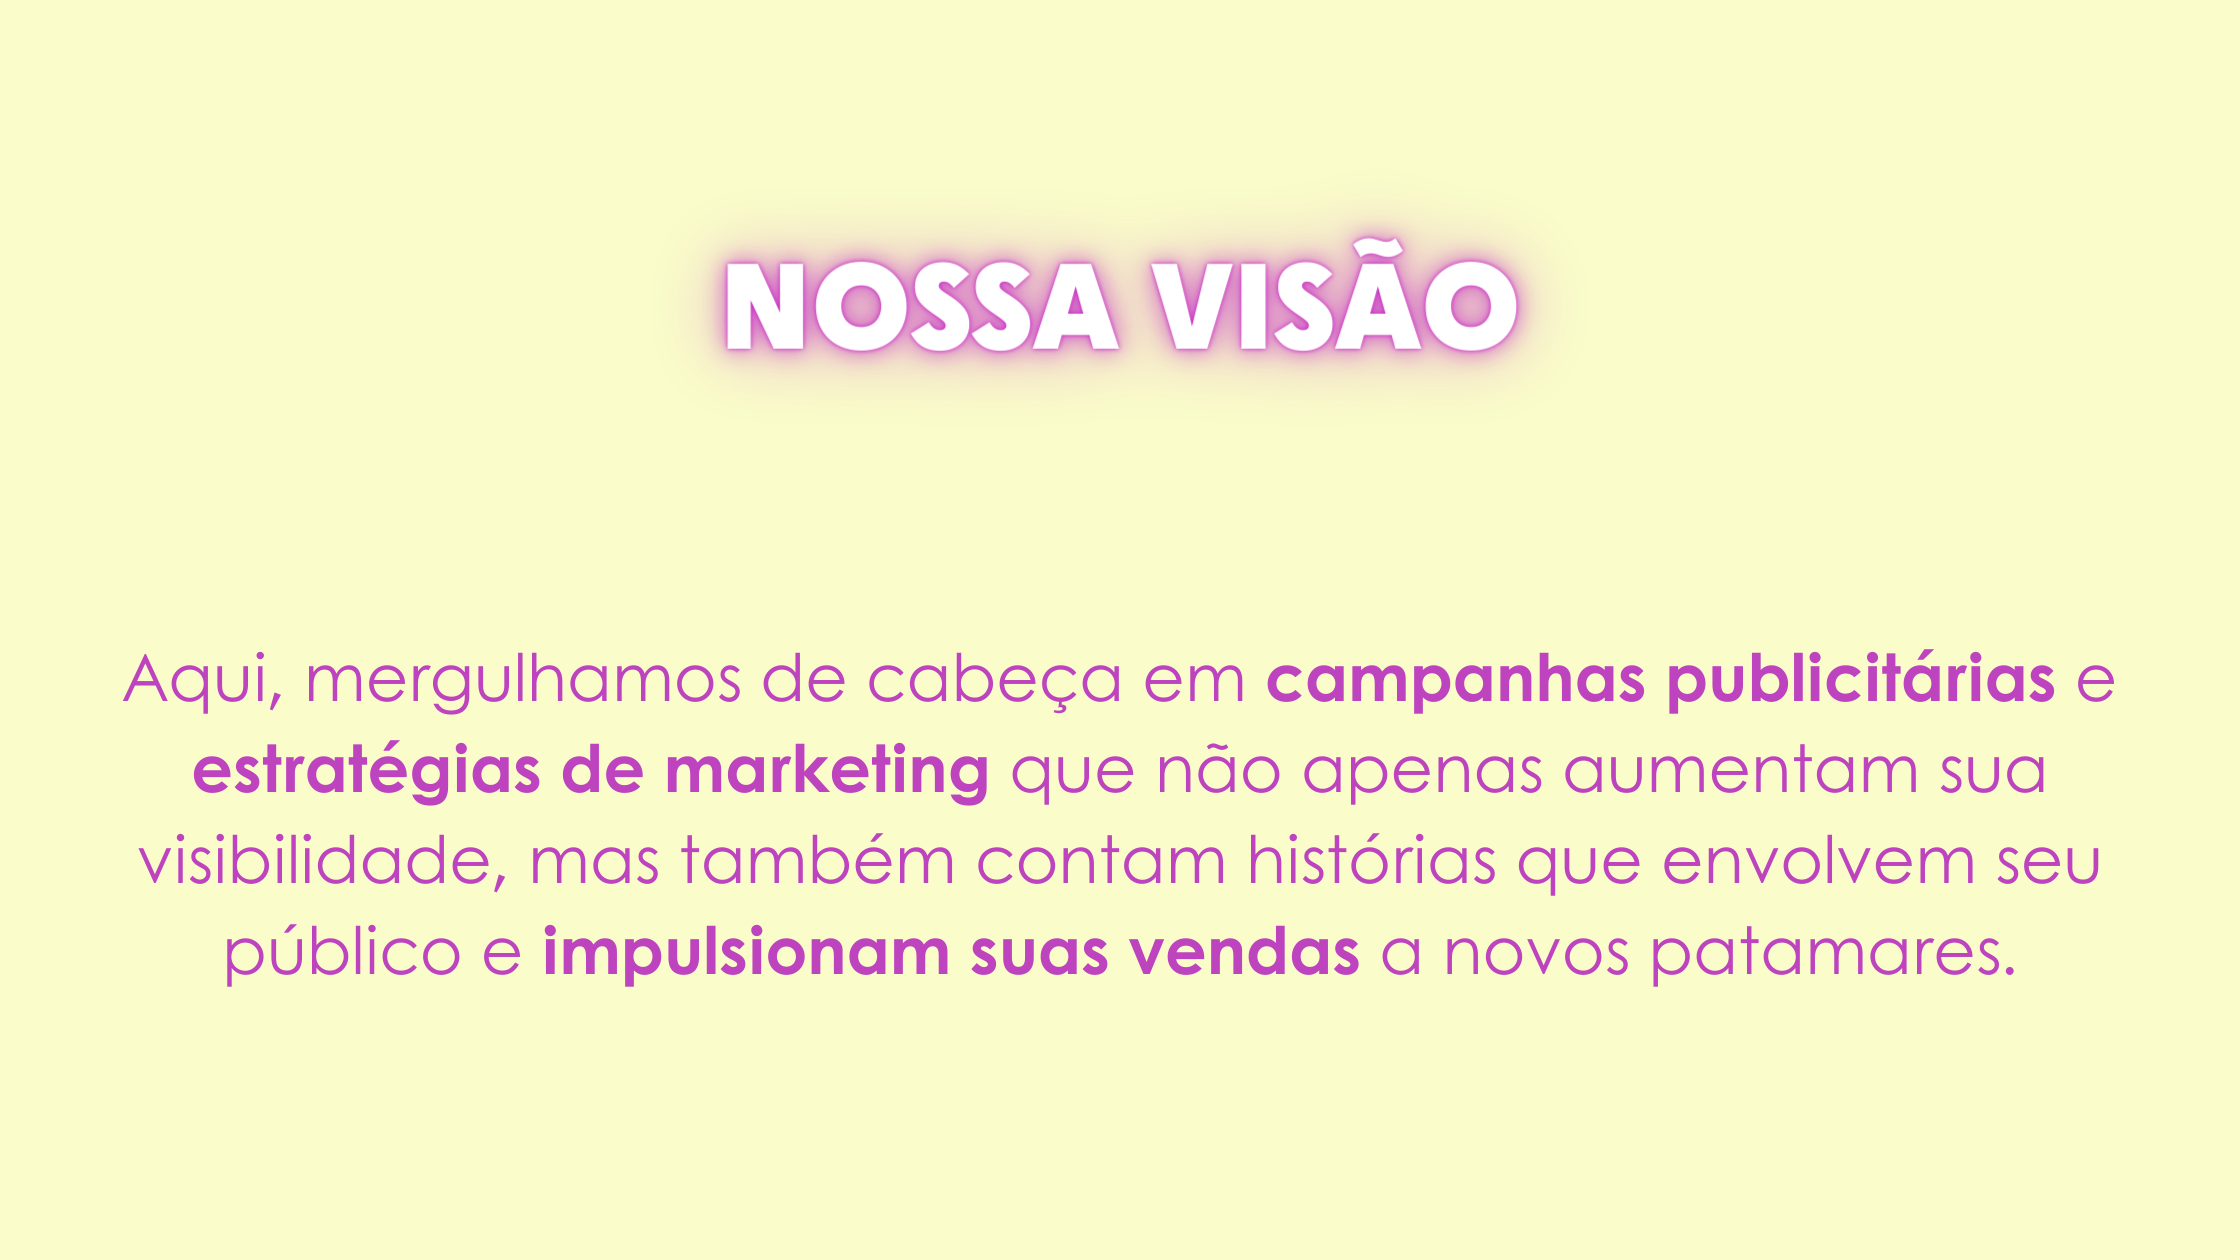 NOSSA VISÃO
Aqui, mergulhamos de cabeça em campanhas publicitárias e
estratégias de marketing que não apenas aumentam sua
visibilidade, mas também contam histórias que envolvem seu
público e impulsionam suas vendas a novos patamares.